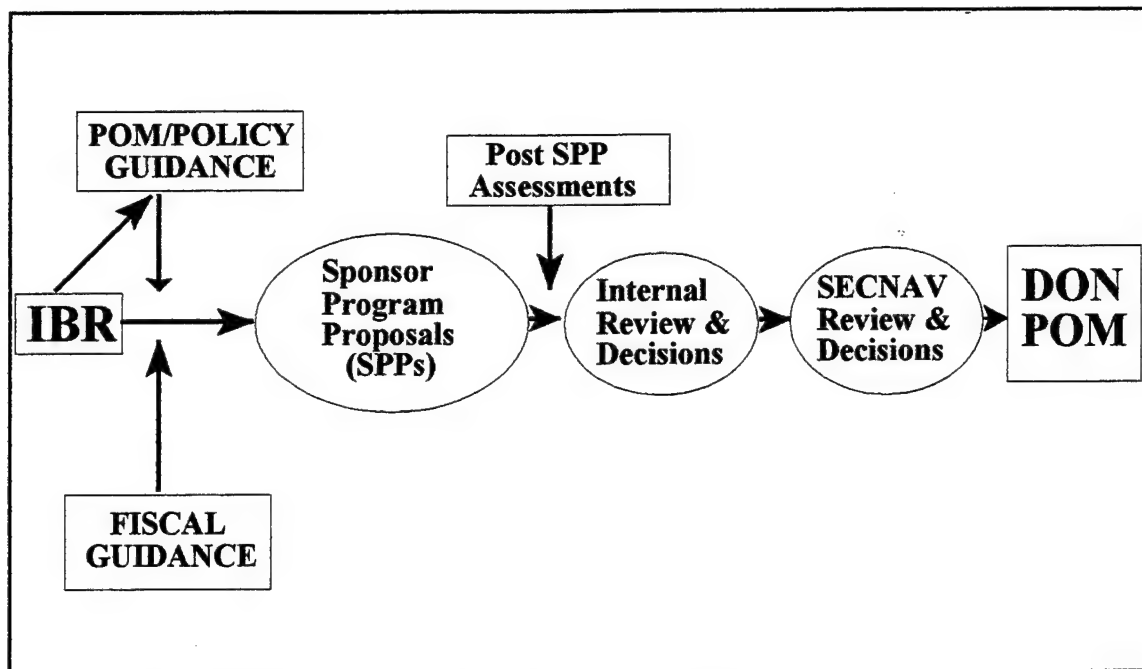 POM/POLICY
GUIDANCE
Post SPP
Assessments
IBR
Sponsor
Program
Proposals
(SPPs)
Internal
Review &
Decisions
SECNAV
Review &
Decisions
DON
POM
FISCAL
GUIDANCE